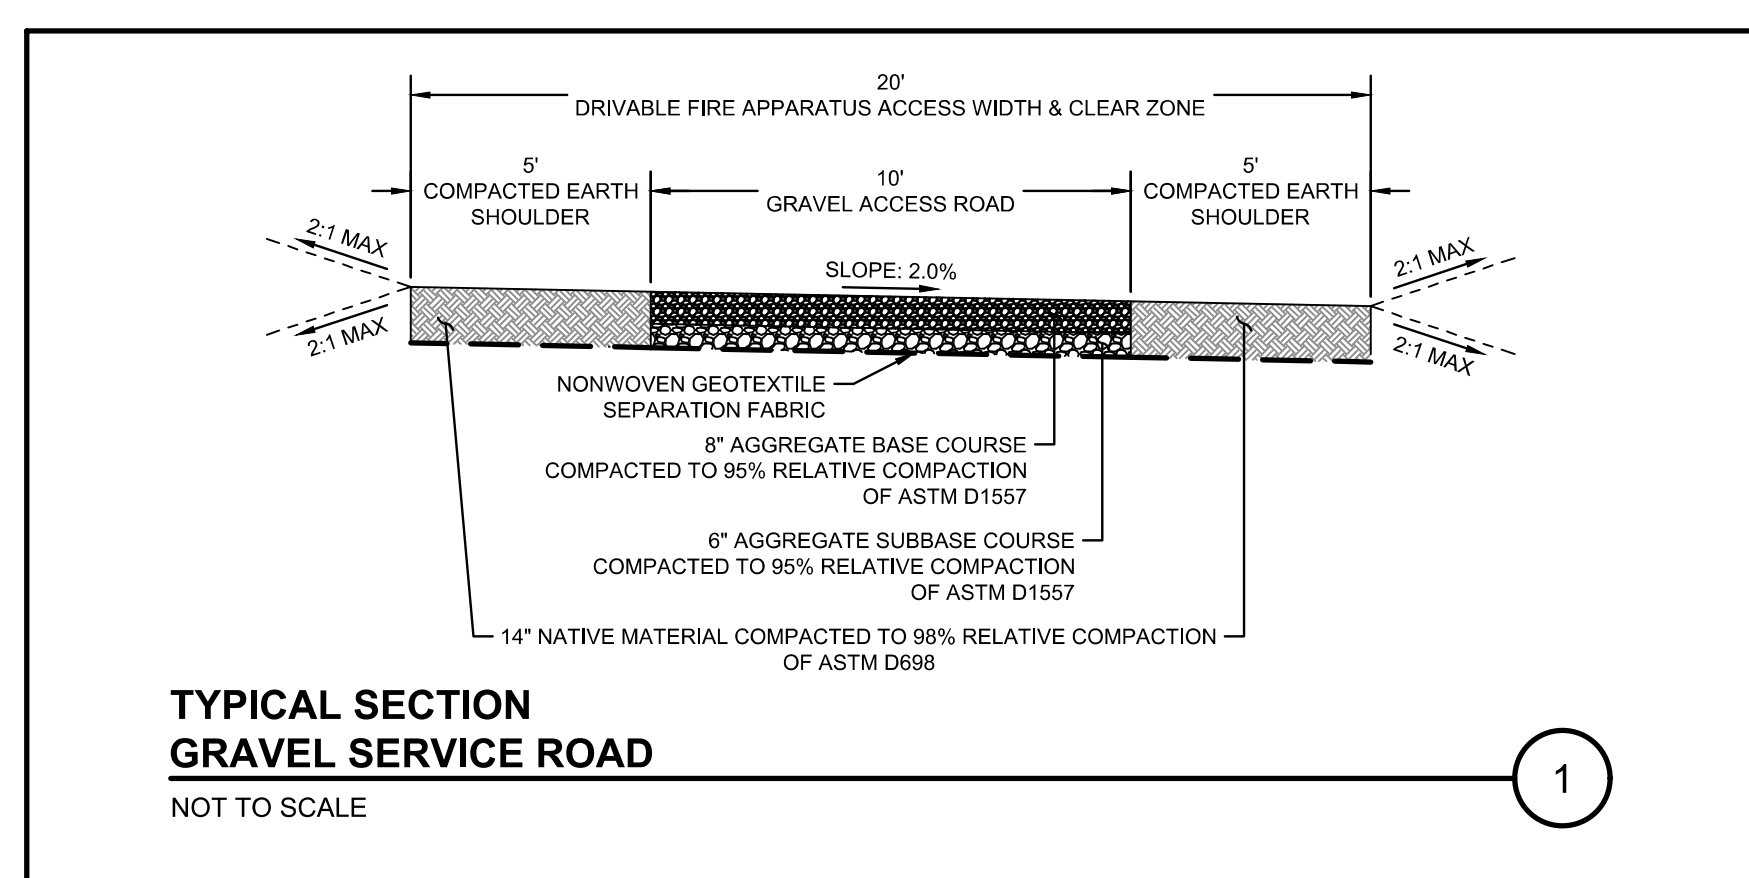 20'
DRIVABLE FIRE APPARATUS ACCESS WIDTH & CLEAR ZONE
5'
COMPACTED EARTH
SHOULDER
10'
GRAVEL ACCESS ROAD
5'
COMPACTED EARTH
SHOULDER
2:1 MAX
2:1 MAX
SLOPE: 2.0%
2:1 MAX
2:1 MAX
NONWOVEN GEOTEXTILE
SEPARATION FABRIC
8" AGGREGATE BASE COURSE
COMPACTED TO 95% RELATIVE COMPACTION
OF ASTM D1557
6" AGGREGATE SUBBASE COURSE
COMPACTED TO 95% RELATIVE COMPACTION
OF ASTM D1557
14" NATIVE MATERIAL COMPACTED TO 98% RELATIVE COMPACTION
OF ASTM D698
TYPICAL SECTION
GRAVEL SERVICE ROAD
NOT TO SCALE
1